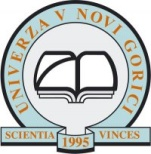 UNIVERZA V NOVI GORICI
SCIENTIA VINCES
1995